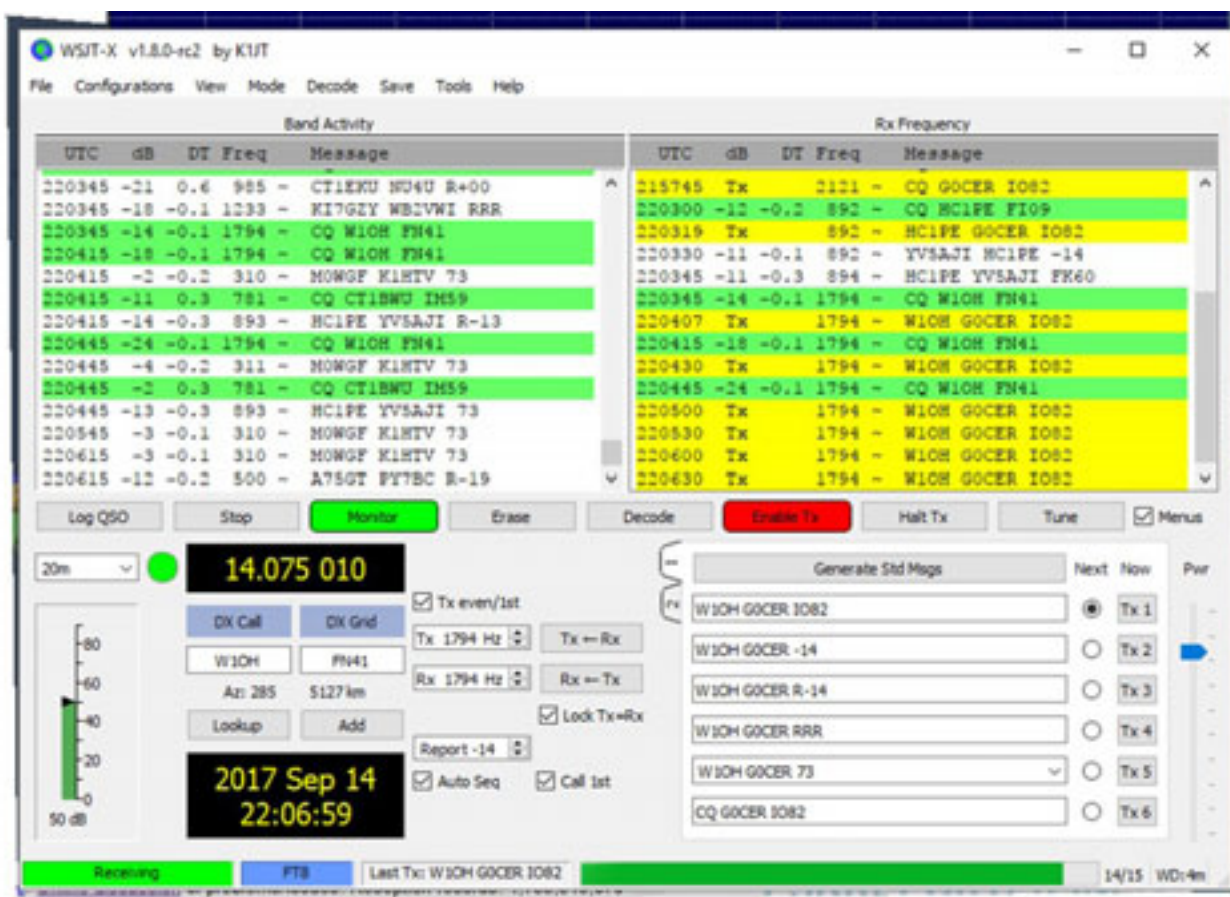 WSJT-X v1.8.0-rc2 by K1JT
File Configurations View Mode Decode Save Tools Help
Band Activity
UTC dB DT Freq Message
220345 -21 0.6 985 ~ CT1EKU NU4U R+00
220345 -18 -0.1 1233 ~ KI7GZY WB2VWI RRR
220345 -14 -0.1 1794 ~ CQ W1OH FN41
220415 -18 -0.1 1794 ~ CQ W1OH FN41
220415 -2 -0.2 310 ~ M0WGF K1HTV 73
220415 -11 0.3 781 ~ CQ CT1BWU IM59
220415 -14 -0.3 893 ~ HC1PE YV5AJI R-13
220445 -24 -0.1 1794 ~ CQ W1OH FN41
220445 -4 -0.2 311 ~ M0WGF K1HTV 73
220445 -2 0.3 781 ~ CQ CT1BWU IM59
220445 -13 -0.3 893 ~ HC1PE YV5AJI 73
220545 -3 -0.1 310 ~ M0WGF K1HTV 73
220615 -3 -0.1 310 ~ M0WGF K1HTV 73
220615 -12 -0.2 500 ~ A75GT PY7BC R-19
Rx Frequency
UTC dB DT Freq Message
215745 Tx 2121 ~ CQ G0CER IO82
220300 -12 -0.2 892 ~ CQ HC1PE FI09
220319 Tx 892 ~ HC1PE G0CER IO82
220330 -11 -0.1 892 ~ YV5AJI HC1PE -14
220345 -11 -0.3 894 ~ HC1PE YV5AJI FK60
220345 -14 -0.1 1794 ~ CQ W1OH FN41
220407 Tx 1794 ~ W1OH G0CER IO82
220415 -18 -0.1 1794 ~ CQ W1OH FN41
220430 Tx 1794 ~ W1OH G0CER IO82
220445 -24 -0.1 1794 ~ CQ W1OH FN41
220500 Tx 1794 ~ W1OH G0CER IO82
220530 Tx 1794 ~ W1OH G0CER IO82
220600 Tx 1794 ~ W1OH G0CER IO82
220630 Tx 1794 ~ W1OH G0CER IO82
Log QSO Stop Monitor Erase Decode Enable Tx Halt Tx Tune Menus
20m
14.075 010
DX Call DX Grid
W1OH FN41
Az: 285 5127 km
Lookup Add
2017 Sep 14
22:06:59
80
60
40
20
0
50 dB
Tx even/1st
Tx 1794 Hz Tx ← Rx
Rx 1794 Hz Rx ← Tx
Lock Tx=Rx
Report -14
Auto Seq Call 1st
1
2
Generate Std Msgs Next Now Pwr
W1OH G0CER IO82 Tx 1
W1OH G0CER -14 Tx 2
W1OH G0CER R-14 Tx 3
W1OH G0CER RRR Tx 4
W1OH G0CER 73 Tx 5
CQ G0CER IO82 Tx 6
Receiving FT8 Last Tx: W1OH G0CER IO82 14/15 WD:4m